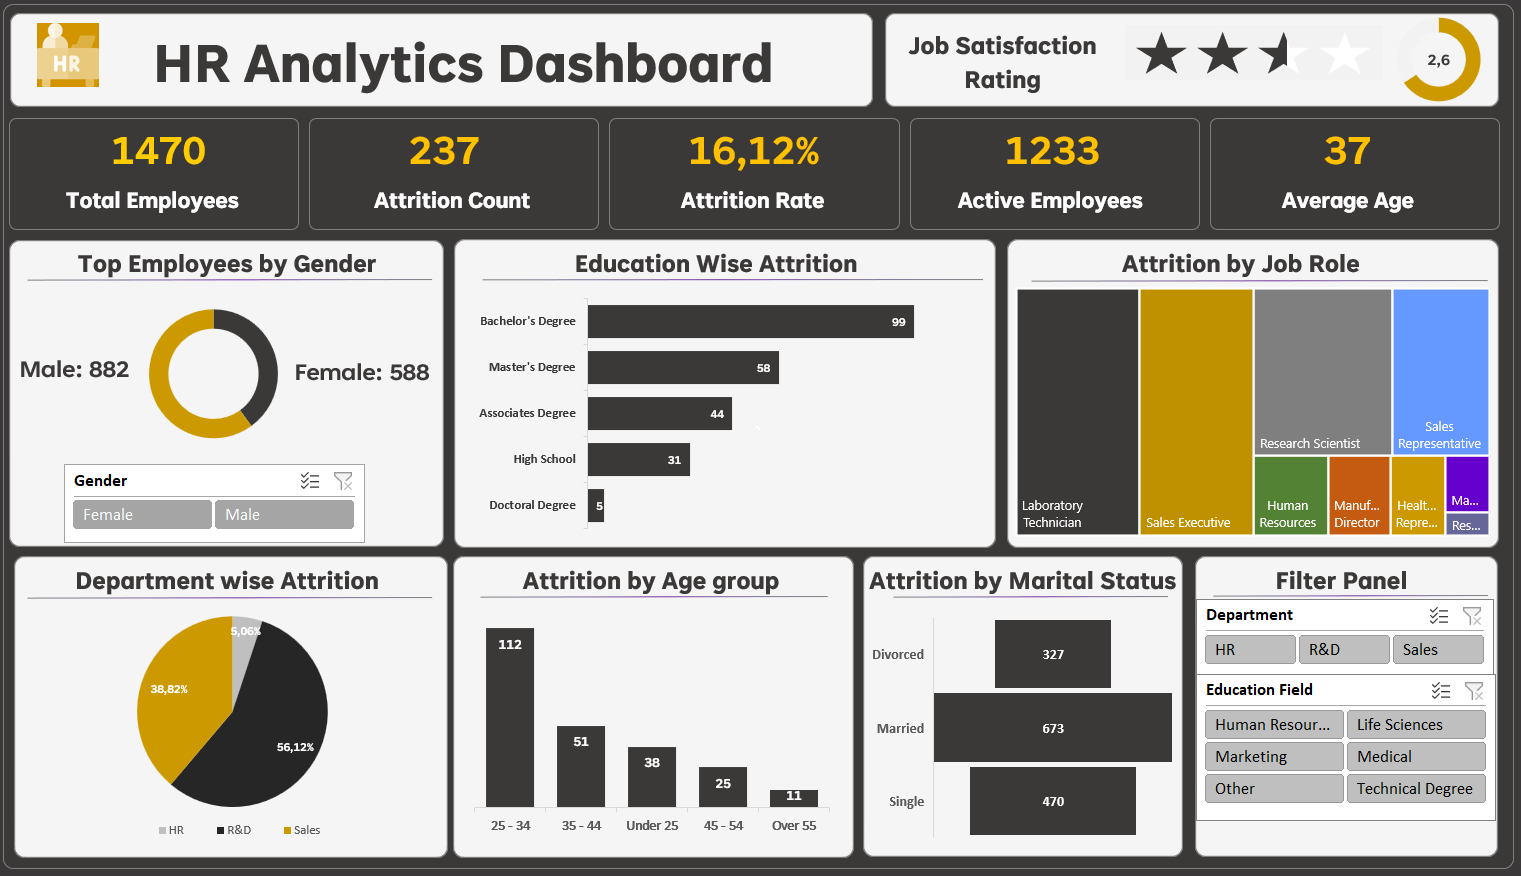 HR
HR Analytics Dashboard
Job Satisfaction
Rating
2,6
1470
Total Employees
237
Attrition Count
16,12%
Attrition Rate
1233
Active Employees
37
Average Age
Top Employees by Gender
Male: 882
Female: 588
Gender
Female
Male
Education Wise Attrition
Bachelor's Degree
99
Master's Degree
58
Associates Degree
44
High School
31
Doctoral Degree
5
Attrition by Job Role
Laboratory
Technician
Sales Executive
Research Scientist
Sales
Representative
Human
Resources
Manuf...
Director
Healt...
Repre...
Ma...
Res...
Department wise Attrition
5,06%
38,82%
56,12%
HR
R&D
Sales
Attrition by Age group
112
51
38
25
11
25 - 34
35 - 44
Under 25
45 - 54
Over 55
Attrition by Marital Status
Divorced
327
Married
673
Single
470
Filter Panel
Department
HR
R&D
Sales
Education Field
Human Resour...
Life Sciences
Marketing
Medical
Other
Technical Degree